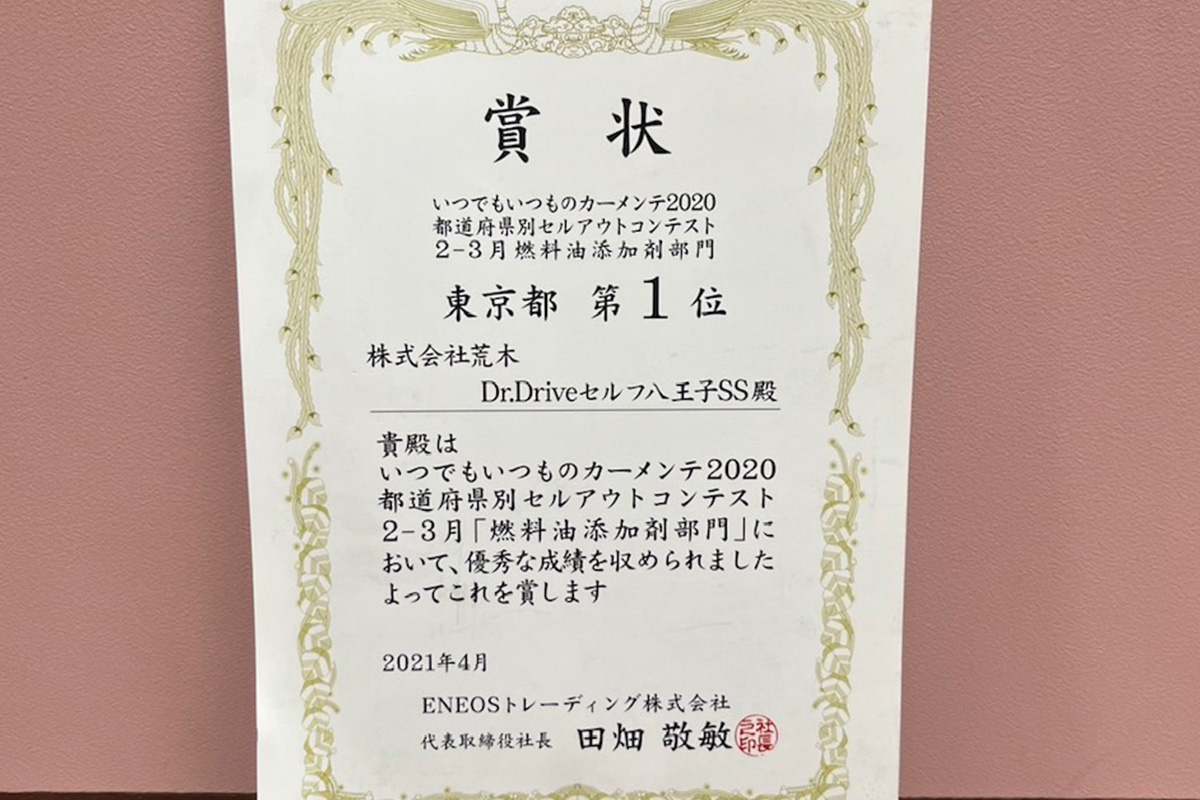 賞状
いつでもいつものカーメンテ2020
都道府県別セルアウトコンテスト
2-3月燃料油添加剤部門
東京都 第1位
株式会社荒木
Dr.Driveセルフ八王子SS殿
貴殿は
いつでもいつものカーメンテ2020
都道府県別セルアウトコンテスト
2-3月「燃料油添加剤部門」に
おいて、優秀な成績を収められました
よってこれを賞します
2021年4月
ENEOSトレーディング株式会社
代表取締役社長 田畑 敬敏
社長之印